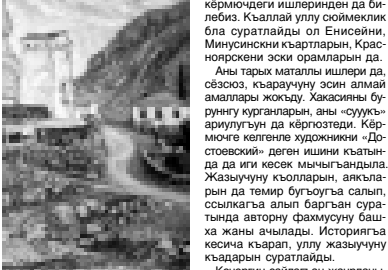 кёрмючдеги ишлеринден да би-
лебиз. Къаллай уллу сюймеклик
бла суратлайды ол Енисейни,
Минусинскни къартларын, Крас-
ноярскени эски орамларын да.
Аны тарых маталлы ишлери да,
сёзсюз, къараучуну эсин алмай
амаллары жокъду. Хакасияны бу-
руннгу курганларын, аны «сууукъ»
ариулугъун да кёргюзтеди. Кёр-
мючге келгенле художникни «До-
стоевский» деген ишини къатын-
да да иги кесек мычыгъандыла.
Жазыучуну къолларын, аякъла-
рын да темир бугъоугъа салып,
ссылкагъа алып баргъан сура-
тында авторну фахмусуну баш-
ха жаны ачылады. Историягъа
кесича къарап, уллу жазыучуну
къадарын суратлайды.